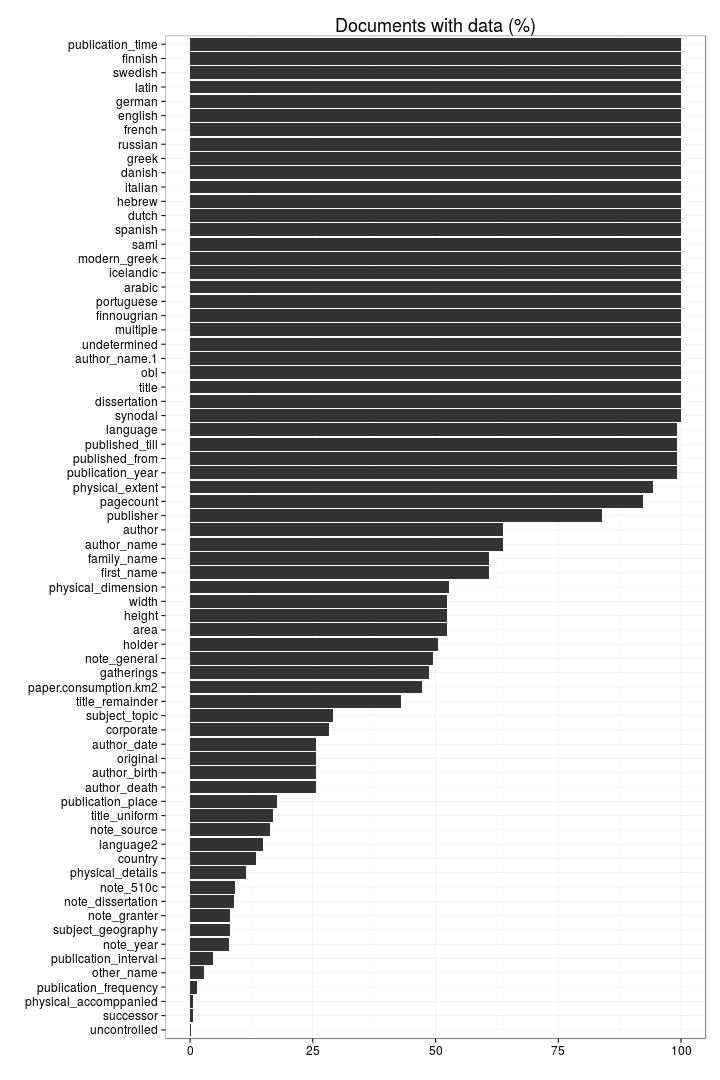 Documents with data (%)
publication_time
finnish
swedish
latin
german
english
french
russian
greek
danish
italian
hebrew
dutch
spanish
sami
modern_greek
icelandic
arabic
portuguese
finnougrian
multiple
undetermined
author_name.1
obl
title
dissertation
synodal
language
published_till
published_from
publication_year
physical_extent
pagecount
publisher
author
author_name
family_name
first_name
physical_dimension
width
height
area
holder
note_general
gatherings
paper.consumption.km2
title_remainder
subject_topic
corporate
author_date
original
author_birth
author_death
publication_place
title_uniform
note_source
language2
country
physical_details
note_510c
note_dissertation
note_granter
subject_geography
note_year
publication_interval
other_name
publication_frequency
physical_accomppanied
successor
uncontrolled
0 25 50 75 100